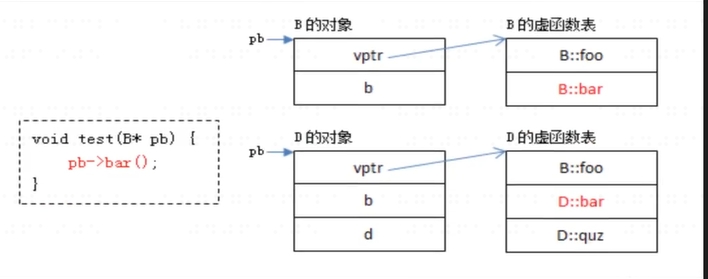 B 的对象
B 的虚函数表
pb
vptr
B::foo
b
B::bar
void test(B* pb) {
pb->bar();
}
D 的对象
D 的虚函数表
pb
vptr
B::foo
b
D::bar
d
D::quz